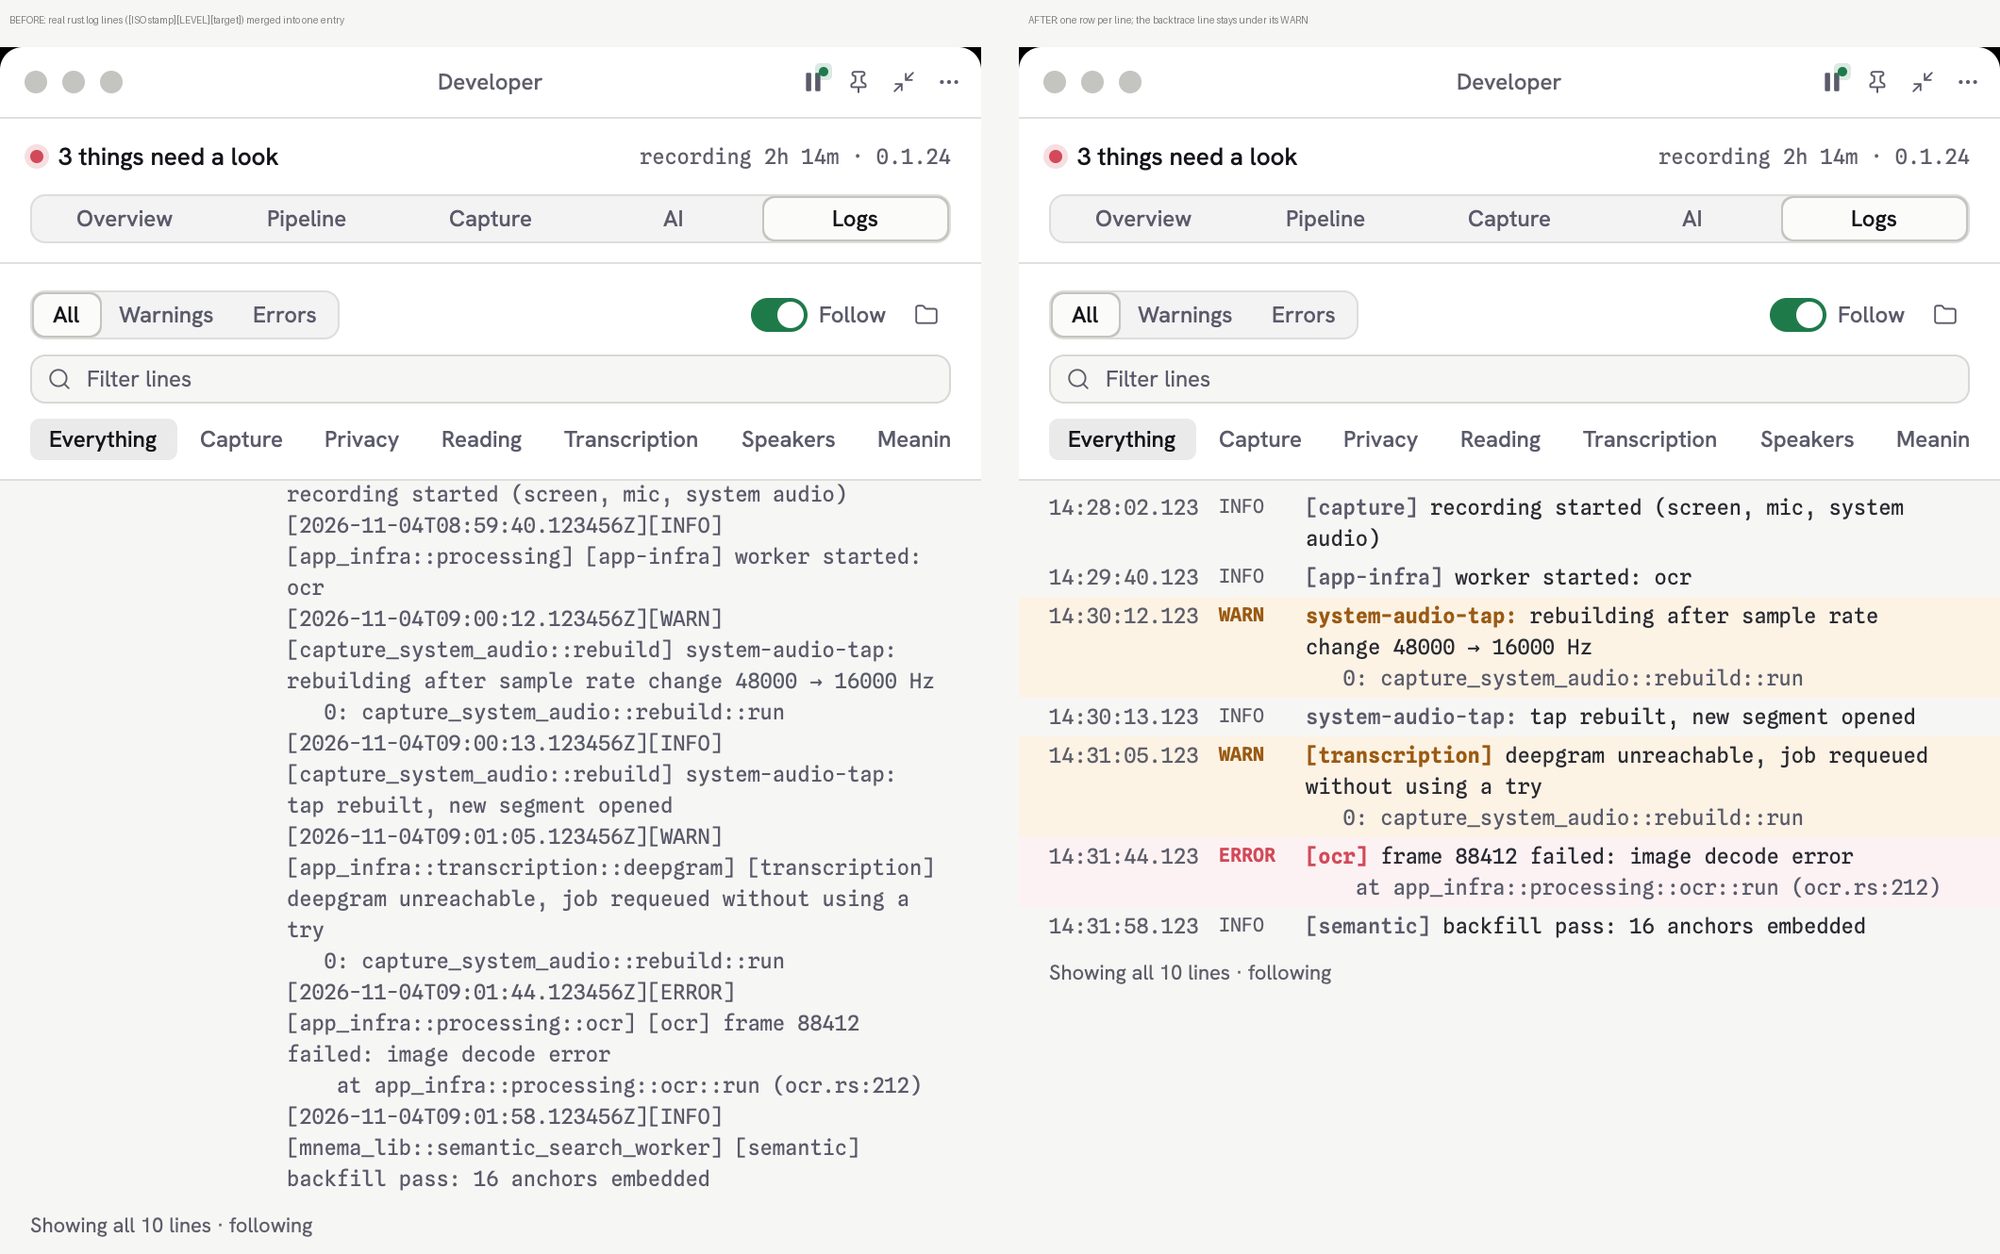 BEFORE: real rust log lines ([ISO stamp][LEVEL][target]) merged into one entry
Developer
3 things need a look
recording 2h 14m · 0.1.24
Overview
Pipeline
Capture
AI
Logs
All
Warnings
Errors
Follow
Filter lines
Everything
Capture
Privacy
Reading
Transcription
Speakers
Meanin
recording started (screen, mic, system audio)
[2026-11-04T08:59:40.123456Z][INFO]
[app_infra::processing] [app-infra] worker started:
ocr
[2026-11-04T09:00:12.123456Z][WARN]
[capture_system_audio::rebuild] system-audio-tap:
rebuilding after sample rate change 48000 → 16000 Hz
   0: capture_system_audio::rebuild::run
[2026-11-04T09:00:13.123456Z][INFO]
[capture_system_audio::rebuild] system-audio-tap:
tap rebuilt, new segment opened
[2026-11-04T09:01:05.123456Z][WARN]
[app_infra::transcription::deepgram] [transcription]
deepgram unreachable, job requeued without using a
try
   0: capture_system_audio::rebuild::run
[2026-11-04T09:01:44.123456Z][ERROR]
[app_infra::processing::ocr] [ocr] frame 88412
failed: image decode error
    at app_infra::processing::ocr::run (ocr.rs:212)
[2026-11-04T09:01:58.123456Z][INFO]
[mnema_lib::semantic_search_worker] [semantic]
backfill pass: 16 anchors embedded
Showing all 10 lines · following
AFTER: one row per line; the backtrace line stays under its WARN
Developer
3 things need a look
recording 2h 14m · 0.1.24
Overview
Pipeline
Capture
AI
Logs
All
Warnings
Errors
Follow
Filter lines
Everything
Capture
Privacy
Reading
Transcription
Speakers
Meanin
14:28:02.123 INFO [capture] recording started (screen, mic, system
audio)
14:29:40.123 INFO [app-infra] worker started: ocr
14:30:12.123 WARN system-audio-tap: rebuilding after sample rate
change 48000 → 16000 Hz
   0: capture_system_audio::rebuild::run
14:30:13.123 INFO system-audio-tap: tap rebuilt, new segment opened
14:31:05.123 WARN [transcription] deepgram unreachable, job requeued
without using a try
   0: capture_system_audio::rebuild::run
14:31:44.123 ERROR [ocr] frame 88412 failed: image decode error
    at app_infra::processing::ocr::run (ocr.rs:212)
14:31:58.123 INFO [semantic] backfill pass: 16 anchors embedded
Showing all 10 lines · following